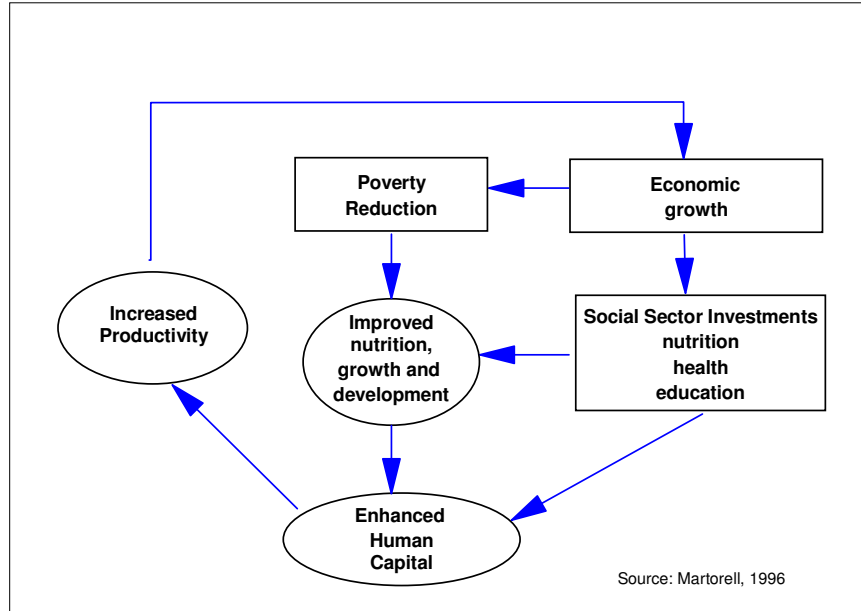 Poverty
Reduction
Economic
growth
Increased
Productivity
Improved
nutrition,
growth and
development
Social Sector Investments
nutrition
health
education
Enhanced
Human
Capital
Source: Martorell, 1996